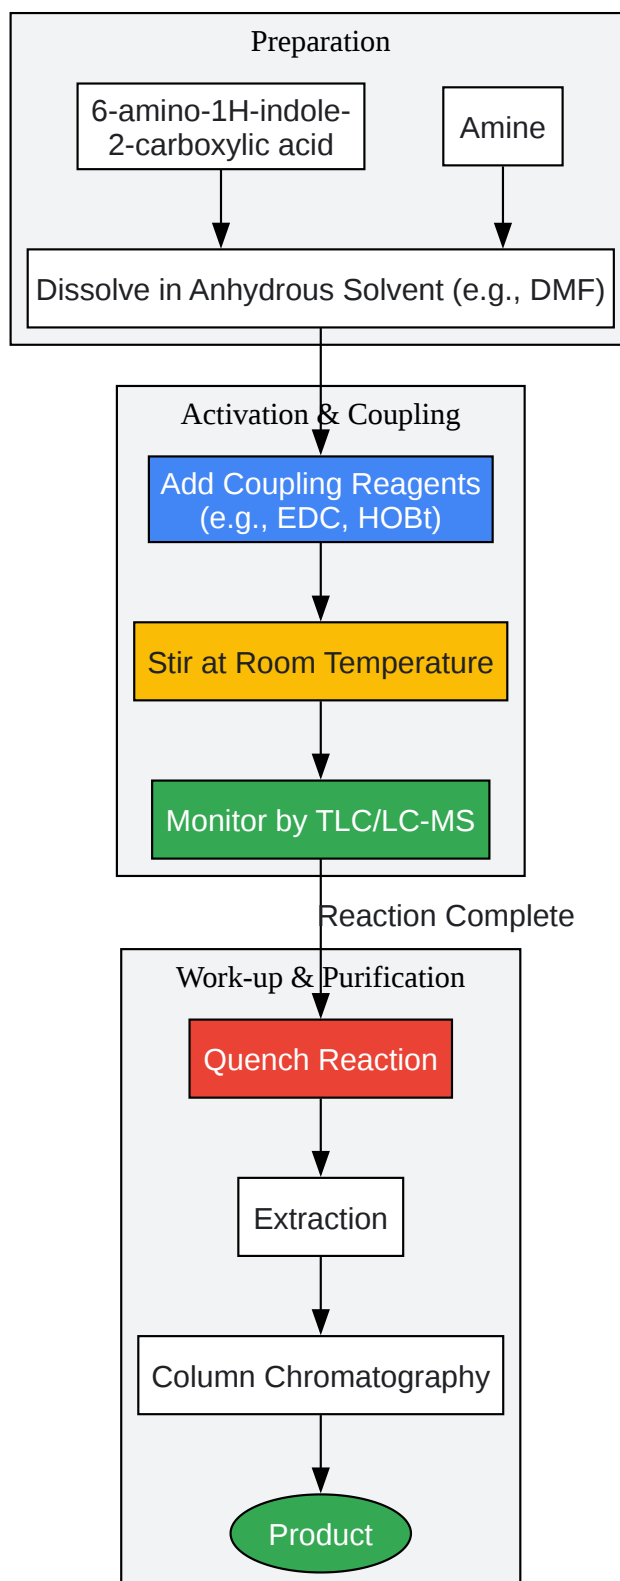 Preparation
6-amino-1H-indole-
2-carboxylic acid
Amine
Dissolve in Anhydrous Solvent (e.g., DMF)
Activation & Coupling
Add Coupling Reagents
(e.g., EDC, HOBt)
Stir at Room Temperature
Monitor by TLC/LC-MS
Reaction Complete
Work-up & Purification
Quench Reaction
Extraction
Column Chromatography
Product